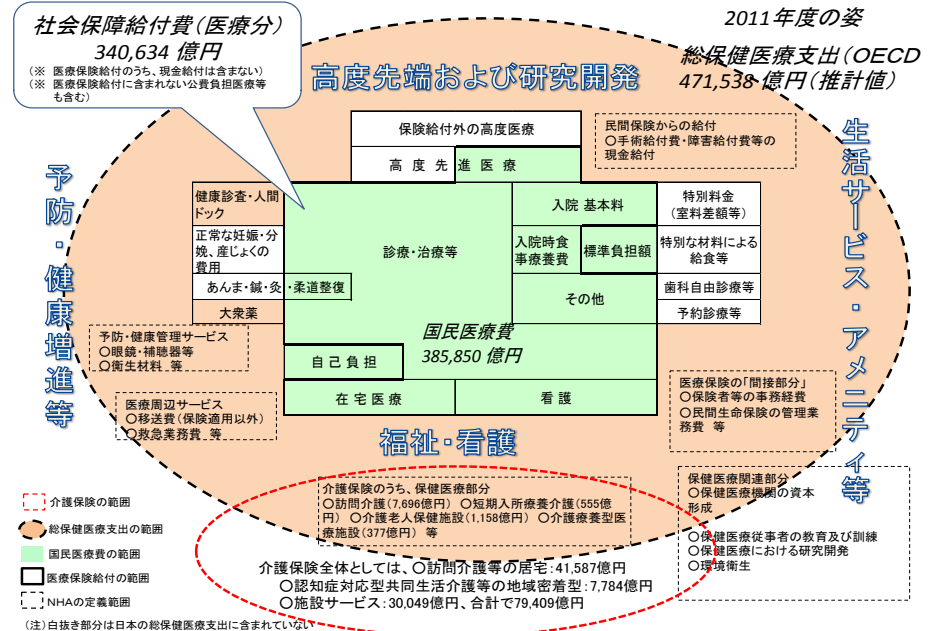 社会保障給付費(医療分)
340,634 億円
(※ 医療保険給付のうち、現金給付は含まない)
(※ 医療保険給付に含まれない公費負担医療等
も含む)
2011年度の姿
総保健医療支出(OECD
471,538 億円(推計値)
高度先端および研究開発
予防・健康増進等
生活サービス・アメニティ等
福祉・看護
民間保険からの給付
○手術給付費・障害給付費等の
現金給付
保険給付外の高度医療
高度先進医療
健康診査・人間
ドック
正常な妊娠・分
娩、産じょくの
費用
あんま・鍼・灸・柔道整復
大衆薬
診療・治療等
入院 基本料
入院時食
事療養費
標準負担額
その他
特別料金
(室料差額等)
特別な材料による
給食等
歯科自由診療等
予約診療等
国民医療費
385,850 億円
自己負担
在宅医療
看護
予防・健康管理サービス
○眼鏡・補聴器等
○衛生材料 等
医療周辺サービス
○移送費(保険適用以外)
○救急業務費 等
医療保険の「間接部分」
○保険者等の事務経費
○民間生命保険の管理業
務費 等
保健医療関連部分
○保健医療機関の資本
形成
○保健医療従事者の教育及び訓練
○保健医療における研究開発
○環境衛生
介護保険のうち、保健医療部分
○訪問介護(7,696億円) ○短期入所療養介護(555億
円) ○介護老人保健施設(1,158億円) ○介護療養型医
療施設(377億円) 等
介護保険全体としては、○訪問介護等の居宅:41,587億円
○認知症対応型共同生活介護等の地域密着型:7,784億円
○施設サービス:30,049億円、合計で79,409億円
介護保険の範囲
総保健医療支出の範囲
国民医療費の範囲
医療保険給付の範囲
NHAの定義範囲
(注)白抜き部分は日本の総保健医療支出に含まれていない